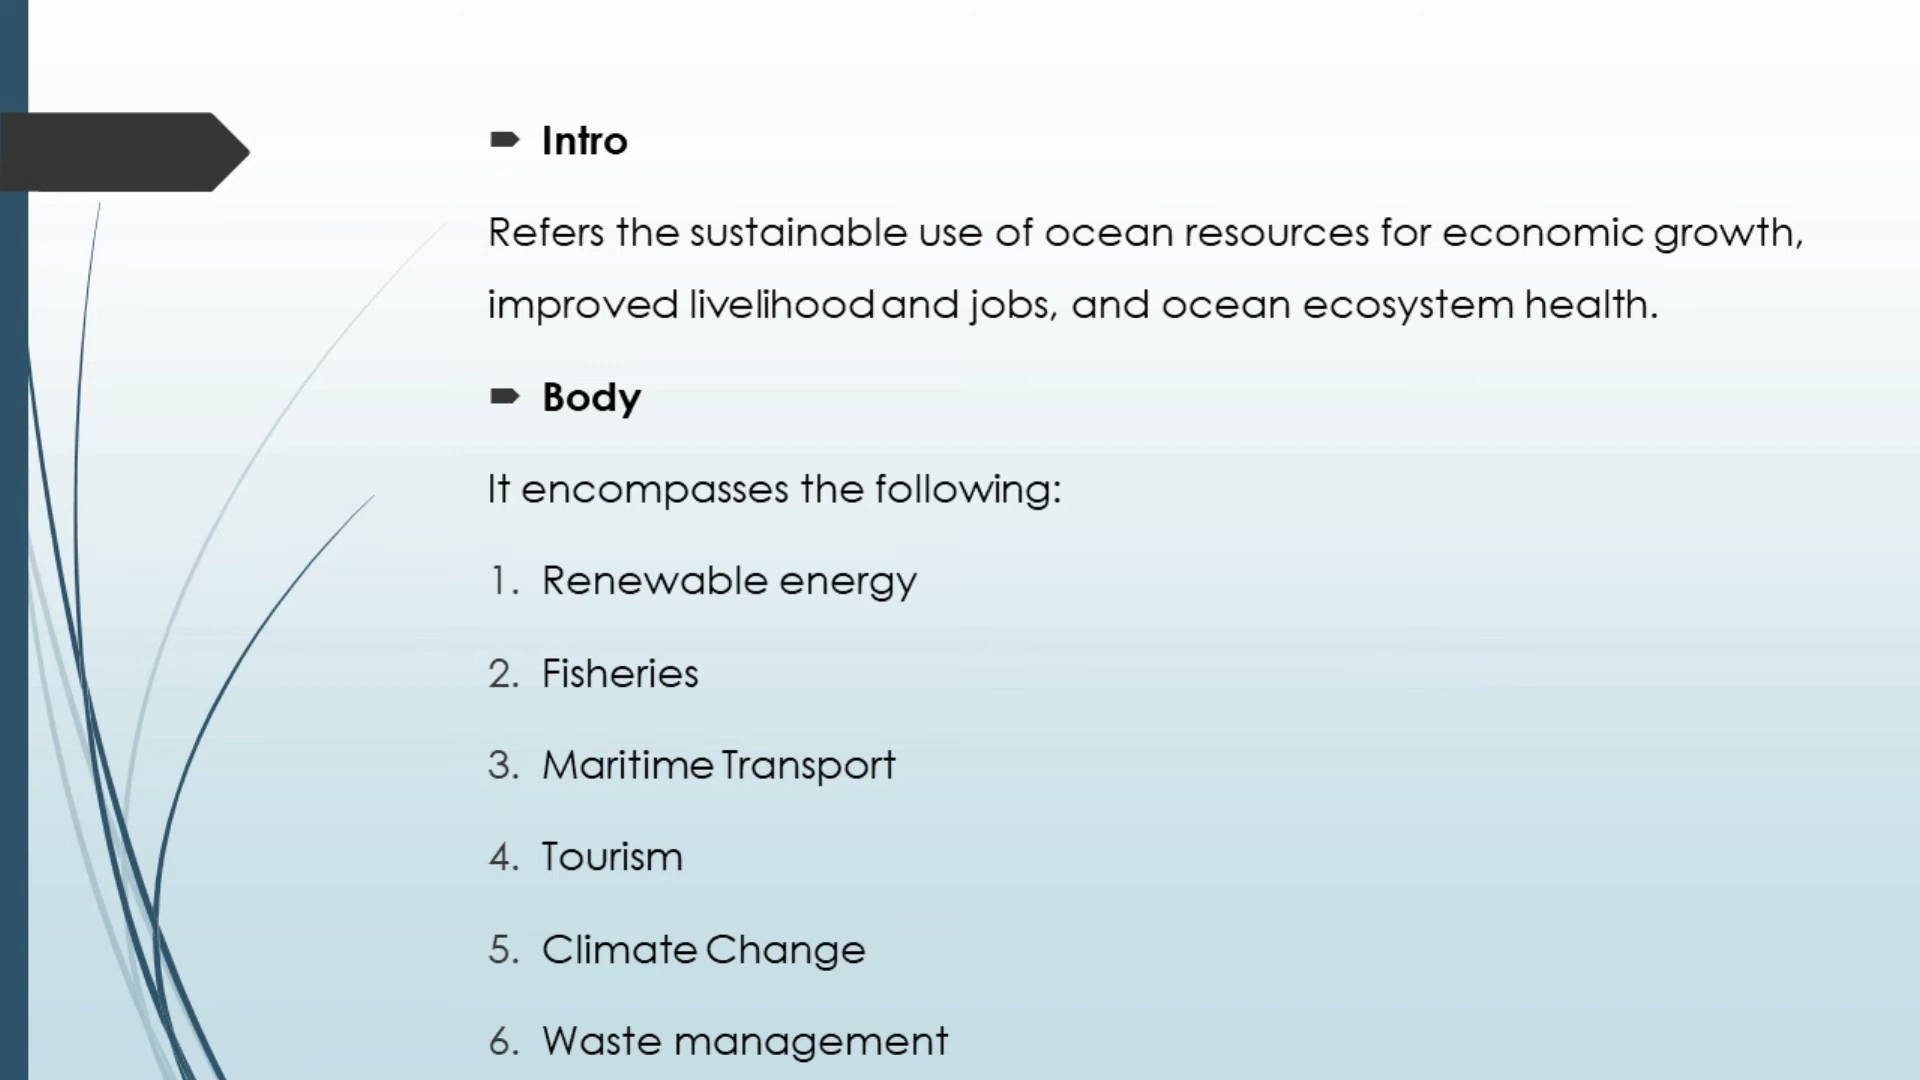 Intro
Refers the sustainable use of ocean resources for economic growth,
improved livelihood and jobs, and ocean ecosystem health.
Body
It encompasses the following:
1. Renewable energy
2. Fisheries
3. Maritime Transport
4. Tourism
5. Climate Change
6. Waste management